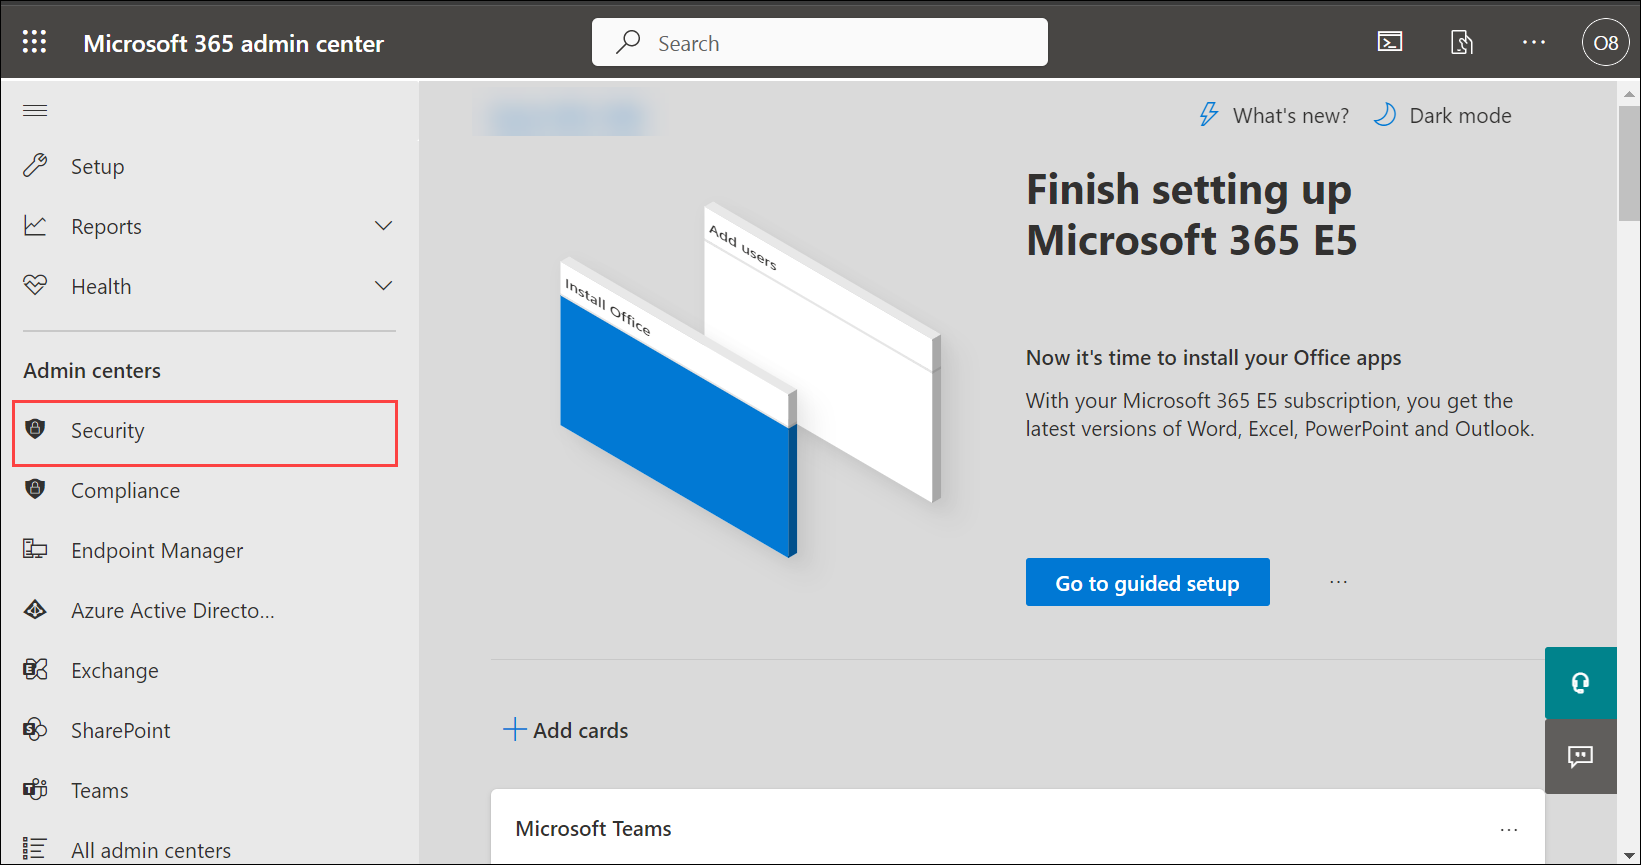 Microsoft 365 admin center
Search
O8
Setup
Reports
Health
Admin centers
Security
Compliance
Endpoint Manager
Azure Active Directo...
Exchange
SharePoint
Teams
All admin centers
What's new?
Dark mode
Add users
Install Office
Finish setting up
Microsoft 365 E5
Now it's time to install your Office apps
With your Microsoft 365 E5 subscription, you get the
latest versions of Word, Excel, PowerPoint and Outlook.
Go to guided setup
Add cards
Microsoft Teams